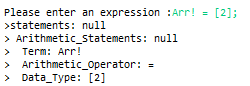 Please enter an expression :Arr! = [2];
>statements: null
> Arithmetic_Statements: null
>  Term: Arr!
>  Arithmetic_Operator: =
>  Data_Type: [2]